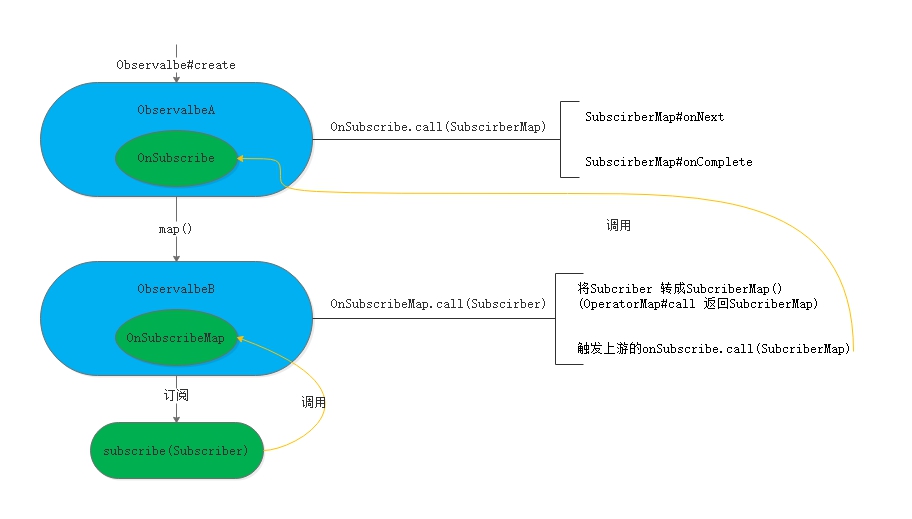 Observalbe#create
ObservalbeA
OnSubscribe
OnSubscribe.call(SubscirberMap)
SubscirberMap#onNext
SubscirberMap#onComplete
调用
map()
ObservalbeB
OnSubscribeMap
OnSubscribeMap.call(Subscirber)
将Subcriber 转成SubcriberMap()
(OperatorMap#call 返回SubcriberMap)
触发上游的onSubscribe.call(SubcriberMap)
订阅
调用
subscribe(Subscriber)